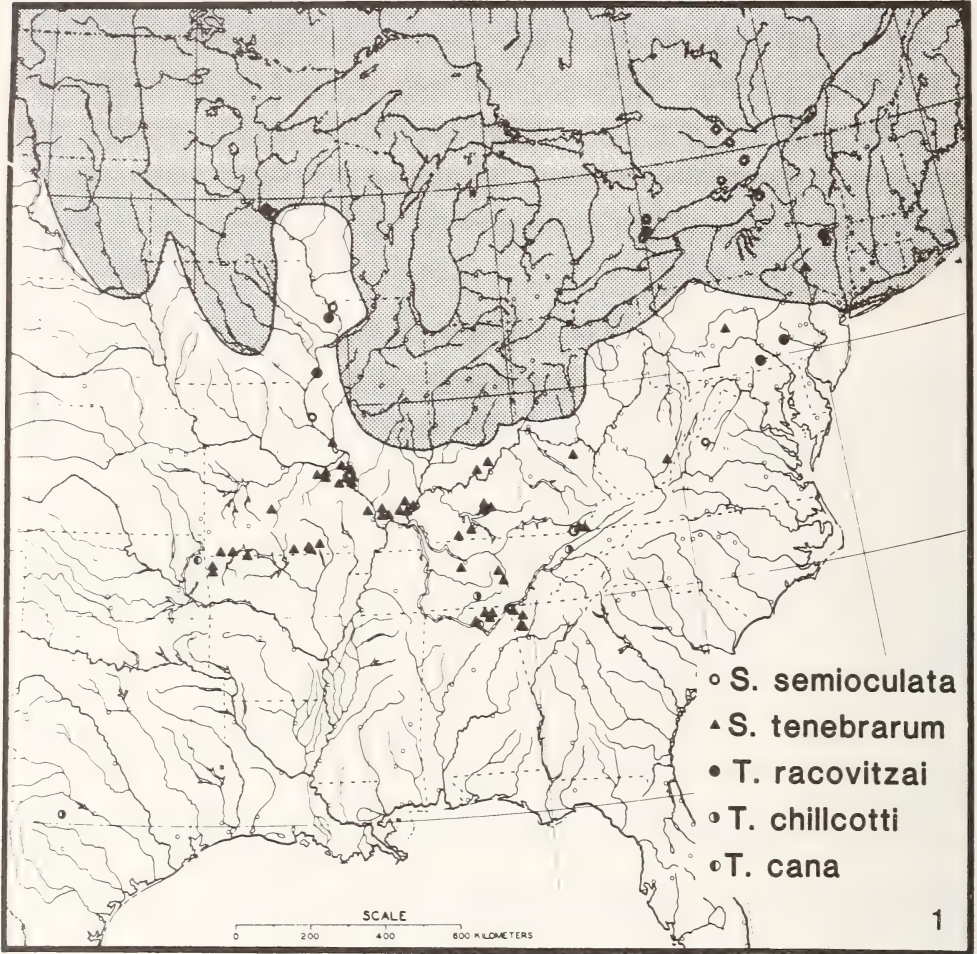 ○ S. semioculata
▲ S. tenebrarum
● T. racovitzai
◑ T. chillcotti
◐ T. cana
SCALE
0 200 400 600 KILOMETERS
1